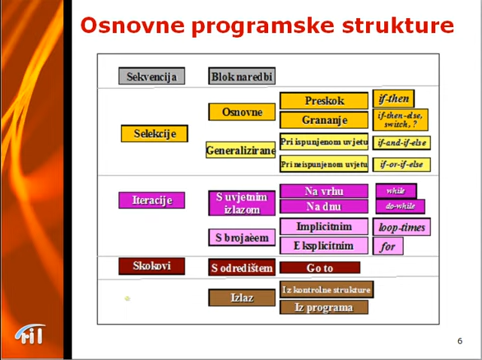 Osnovne programske strukture
Sekvencija Blok naredbi
Selekcije
Osnovne
Preskok if-then
Grananje if-then-else,
switch, ?
Generalizirane
Pri ispunjenom uvjetu if-and-if-else
Pri neispunjenom uvjetu if-or-if-else
Iteracije
S uvjetnim
izlazom
Na vrhu while
Na dnu do-while
S brojaèem
Implicitnim loop-times
Eksplicitnim for
Skokovi S odredištem Go to
Izlaz
Iz kontrolne strukture
Iz programa
6